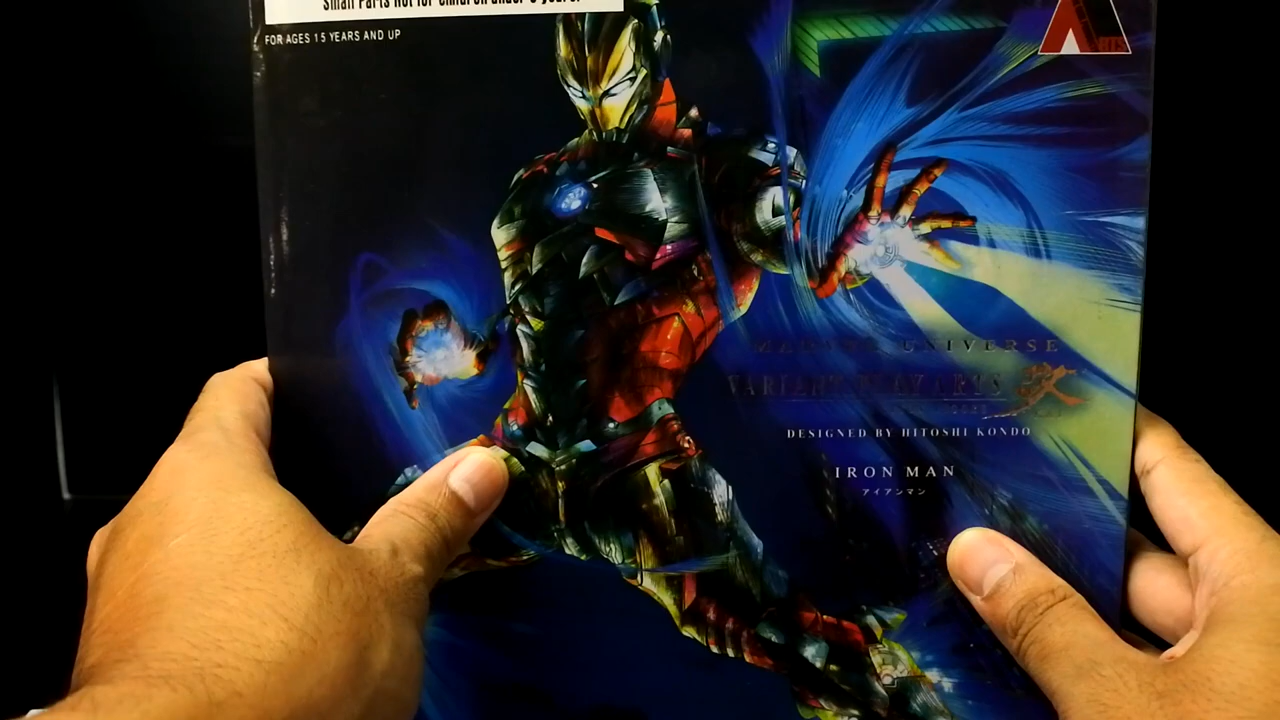 Small Parts Not for Children under 3 years.
FOR AGES 15 YEARS AND UP
ARTS
MARVEL UNIVERSE
VARIANT PLAY ARTS 改
DESIGNED BY HITOSHI KONDO
IRON MAN
アイアンマン